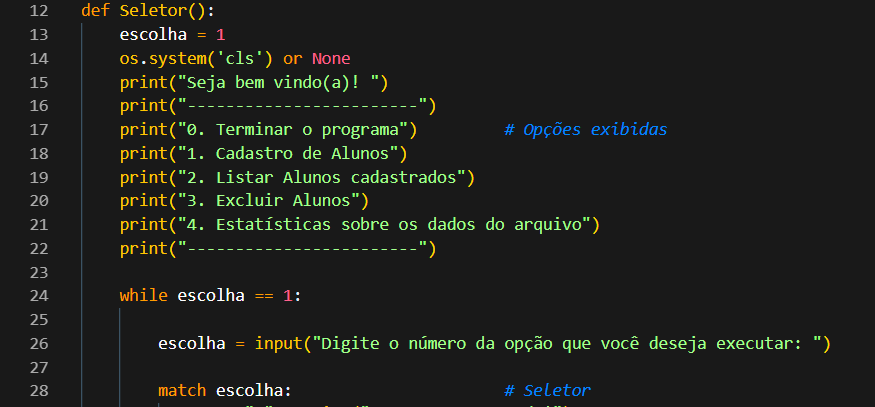 12 def Seletor():
13     escolha = 1
14     os.system('cls') or None
15     print("Seja bem vindo(a)! ")
16     print("------------------------")
17     print("0. Terminar o programa")         # Opções exibidas
18     print("1. Cadastro de Alunos")
19     print("2. Listar Alunos cadastrados")
20     print("3. Excluir Alunos")
21     print("4. Estatísticas sobre os dados do arquivo")
22     print("------------------------")
23
24     while escolha == 1:
25
26         escolha = input("Digite o número da opção que você deseja executar: ")
27
28         match escolha:                      # Seletor